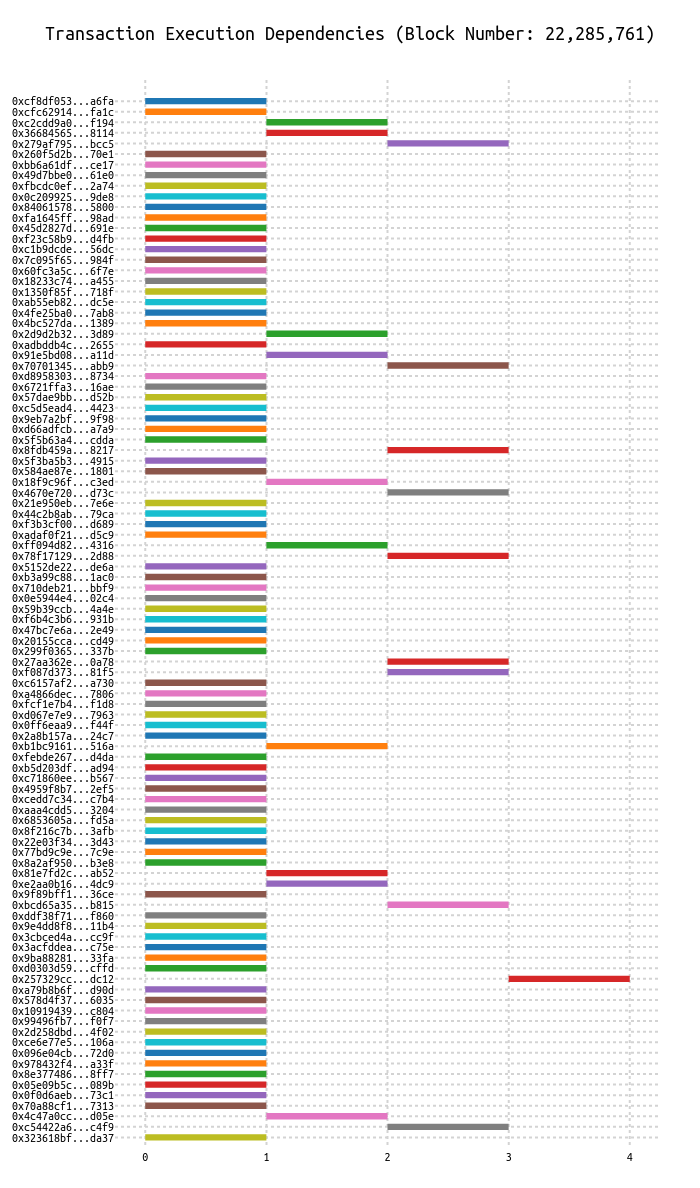 Transaction Execution Dependencies (Block Number: 22,285,761)
0xcf8df053...a6fa
0xcfc62914...fa1c
0xc2cdd9a0...f194
0x36684565...8114
0x279af795...bcc5
0x260f5d2b...70e1
0xbb6a61df...ce17
0x49d7bbe0...61e0
0xfbcdc0ef...2a74
0x0c209925...9de8
0x84061578...5800
0xfa1645ff...98ad
0x45d2827d...691e
0xf23c58b9...d4fb
0xc1b9dcde...56dc
0x7c095f65...984f
0x60fc3a5c...6f7e
0x18233c74...a455
0x1350f85f...718f
0xab55eb82...dc5e
0x4fe25ba0...7ab8
0x4bc527da...1389
0x2d9d2b32...3d89
0xadbddb4c...2655
0x91e5bd08...a11d
0x70701345...abb9
0xd8958303...8734
0x6721ffa3...16ae
0x57dae9bb...d52b
0xc5d5ead4...4423
0x9eb7a2bf...9f98
0xd66adfcb...a7a9
0x5f5b63a4...cdda
0x8fdb459a...8217
0x5f3ba5b3...4915
0x584ae87e...1801
0x18f9c96f...c3ed
0x4670e720...d73c
0x21e950eb...7e6e
0x44c2b8ab...79ca
0xf3b3cf00...d689
0xadaf0f21...d5c9
0xff094d82...4316
0x78f17129...2d88
0x5152de22...de6a
0xb3a99c88...1ac0
0x710deb21...bbf9
0x0e5944e4...02c4
0x59b39ccb...4a4e
0xf6b4c3b6...931b
0x47bc7e6a...2e49
0x20155cca...cd49
0x299f0365...337b
0x27aa362e...0a78
0xf087d373...81f5
0xc6157af2...a730
0xa4866dec...7806
0xfcf1e7b4...f1d8
0xd067e7e9...7963
0x0ff6eaa9...f44f
0x2a8b157a...24c7
0xb1bc9161...516a
0xfebde267...d4da
0xb5d203df...ad94
0xc71860ee...b567
0x4959f8b7...2ef5
0xcedd7c34...c7b4
0xaaa4cdd5...3204
0x6853605a...fd5a
0x8f216c7b...3afb
0x22e03f34...3d43
0x77bd9c9e...7c9e
0x8a2af950...b3e8
0x81e7fd2c...ab52
0xe2aa0b16...4dc9
0x9f89bff1...36ce
0xbcd65a35...b815
0xddf38f71...f860
0x9e4dd8f8...11b4
0x3cbced4a...cc9f
0x3acfddea...c75e
0x9ba88281...33fa
0xd0303d59...cffd
0x257329cc...dc12
0xa79b8b6f...d90d
0x578d4f37...6035
0x10919439...c804
0x99496fb7...f0f7
0x2d258dbd...4f02
0xce6e77e5...106a
0x096e04cb...72d0
0x978432f4...a33f
0x8e377486...8ff7
0x05e09b5c...089b
0x0f0d6aeb...73c1
0x70a88cf1...7313
0x4c47a0cc...d05e
0xc54422a6...c4f9
0x323618bf...da37
0 1 2 3 4